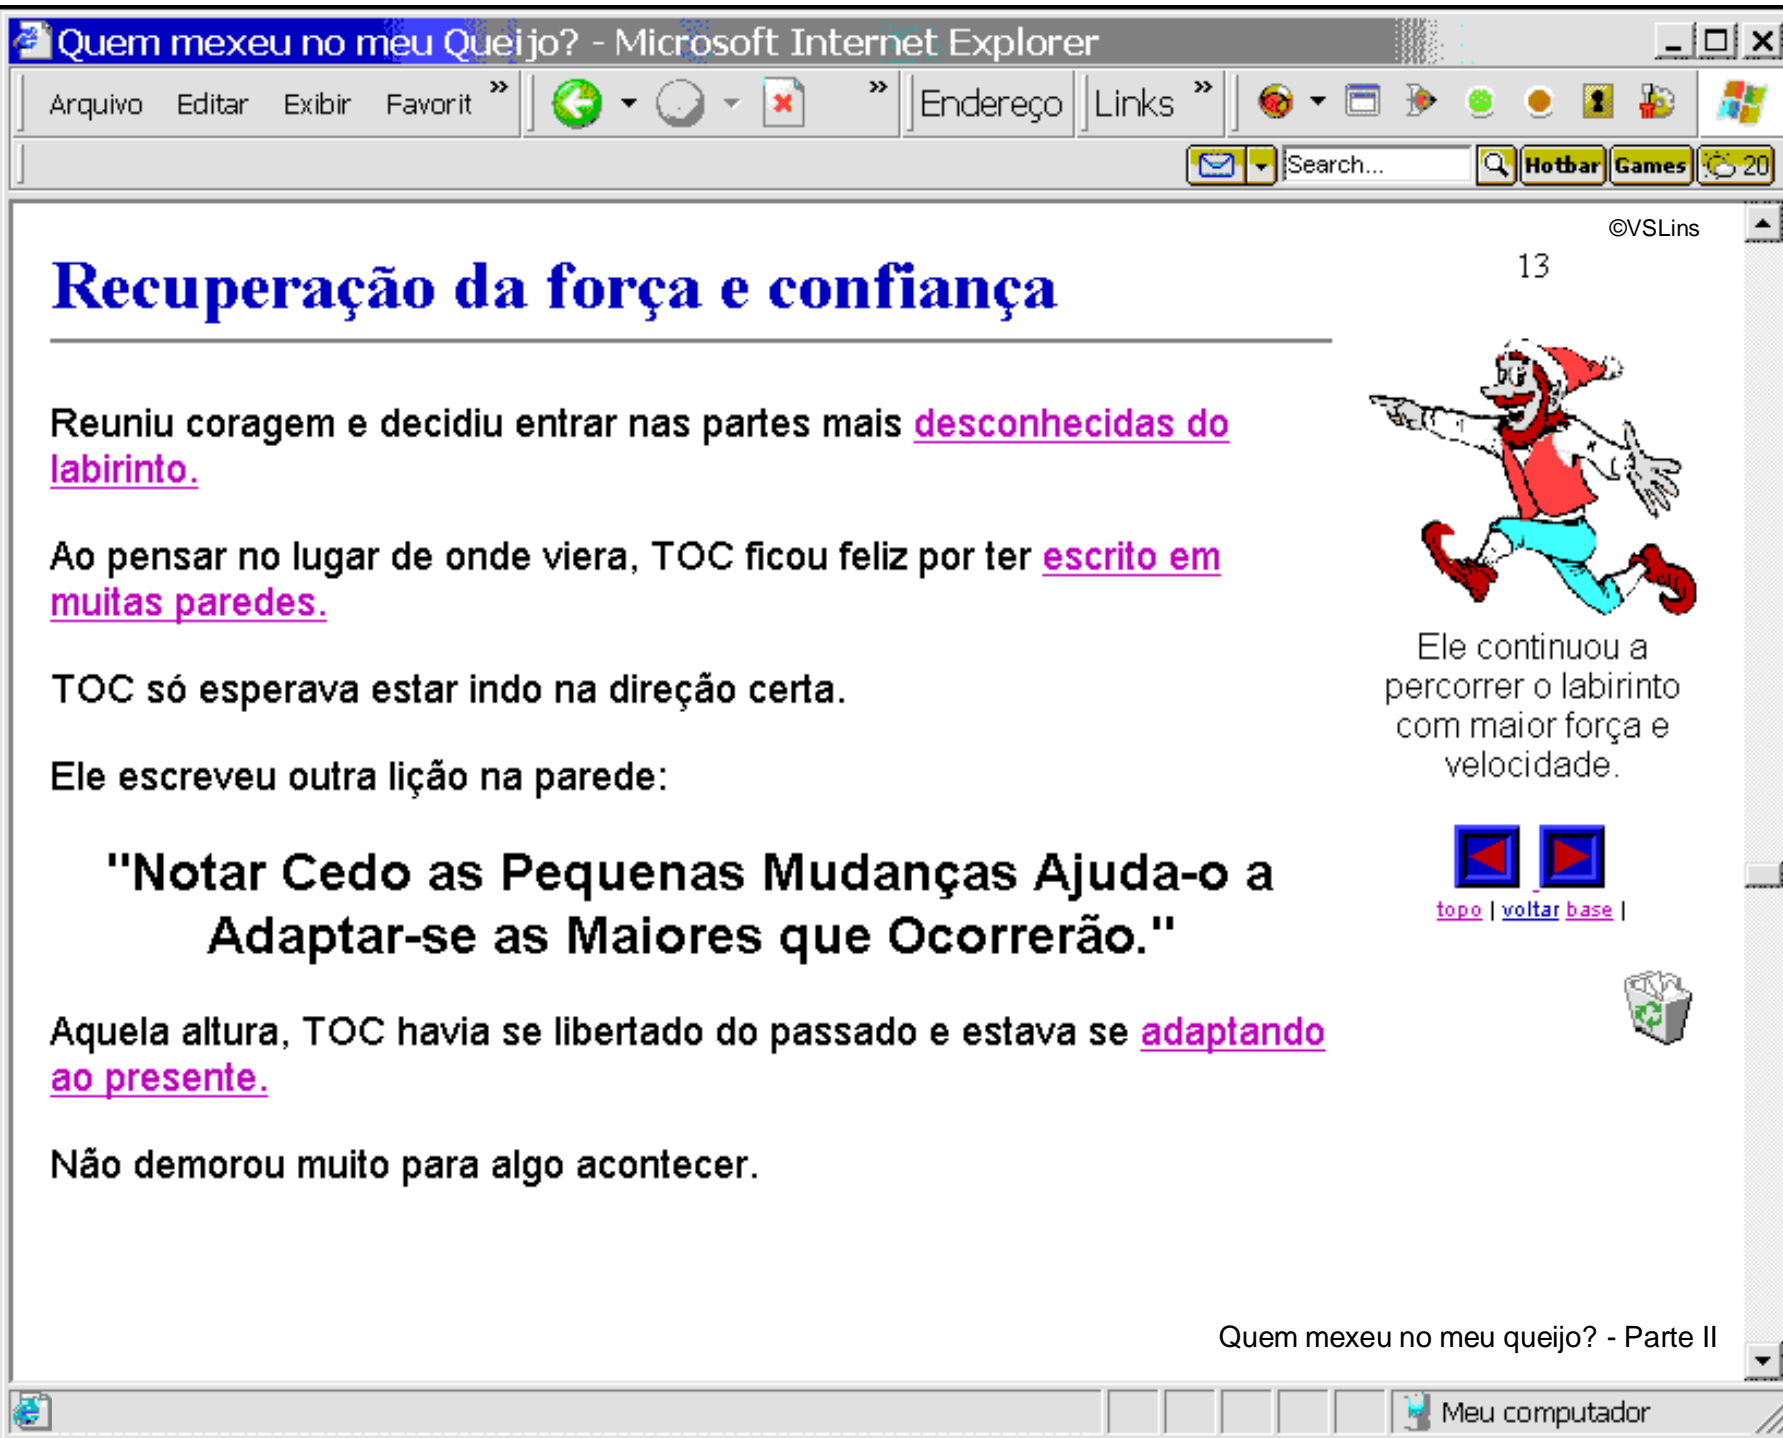 Quem mexeu no meu Queijo? - Microsoft Internet Explorer
Arquivo Editar Exibir Favorit » » Endereço Links »
Search... Hotbar Games 20
©VSLins
13
Recuperação da força e confiança
Reuniu coragem e decidiu entrar nas partes mais desconhecidas do
labirinto.
Ao pensar no lugar de onde viera, TOC ficou feliz por ter escrito em
muitas paredes.
TOC só esperava estar indo na direção certa.
Ele escreveu outra lição na parede:
"Notar Cedo as Pequenas Mudanças Ajuda-o a
Adaptar-se as Maiores que Ocorrerão."
Aquela altura, TOC havia se libertado do passado e estava se adaptando
ao presente.
Não demorou muito para algo acontecer.
Ele continuou a
percorrer o labirinto
com maior força e
velocidade.
topo | voltar base |
Quem mexeu no meu queijo? - Parte II
Meu computador